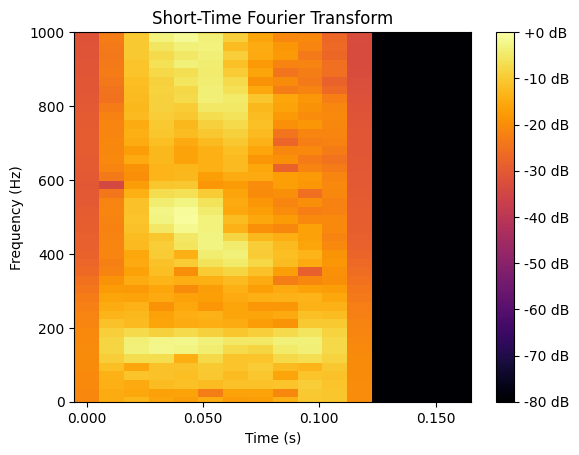 Short-Time Fourier Transform
1000
800
600
400
200
0
Frequency (Hz)
0.000
0.050
0.100
0.150
Time (s)
+0 dB
-10 dB
-20 dB
-30 dB
-40 dB
-50 dB
-60 dB
-70 dB
-80 dB